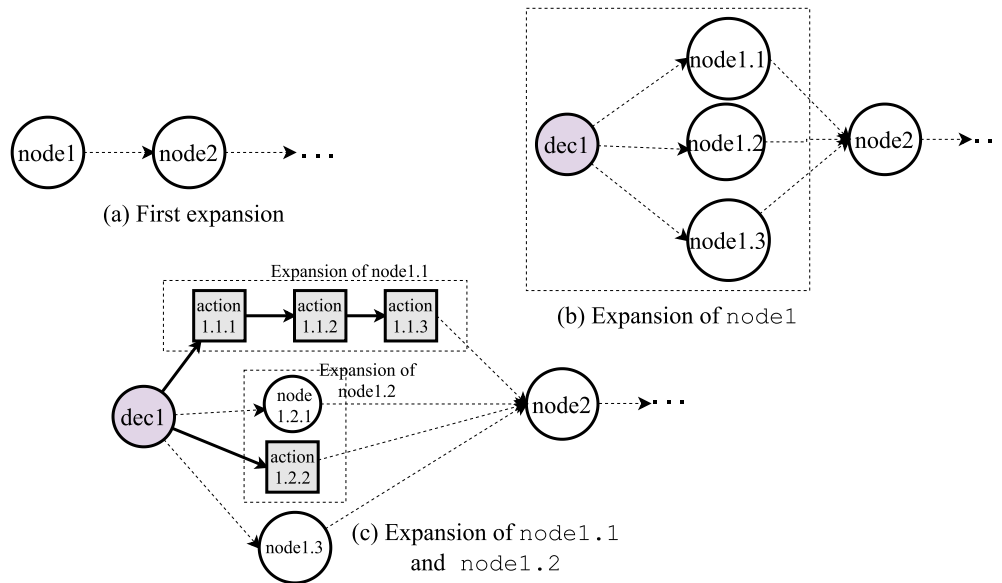 node1
node2
...
(a) First expansion
dec1
node1.1
node1.2
node1.3
node2
...
(b) Expansion of node1
Expansion of node1.1
action
1.1.1
action
1.1.2
action
1.1.3
Expansion of
node1.2
dec1
node
1.2.1
action
1.2.2
node1.3
node2
...
(c) Expansion of node1.1
and node1.2